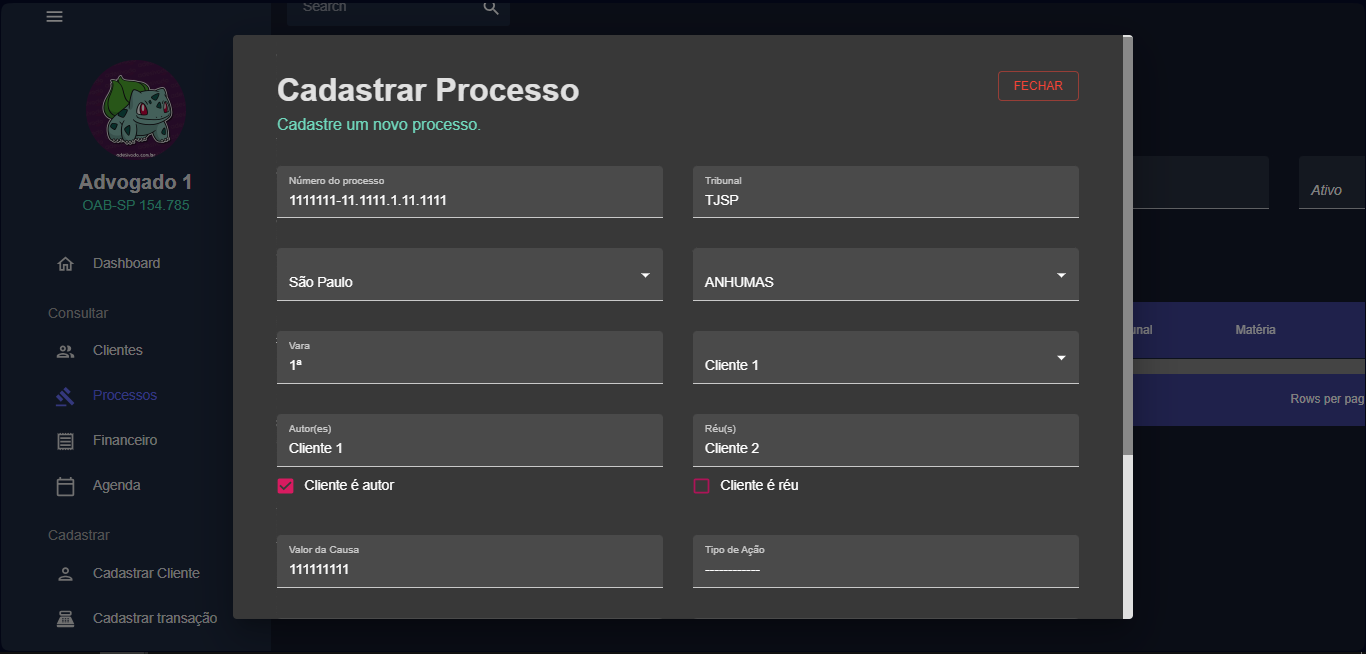 Search
Cadastrar Processo
FECHAR
Cadastre um novo processo.
Advogado 1
OAB-SP 154.785
Dashboard
Consultar
Clientes
Processos
Financeiro
Agenda
Cadastrar
Cadastrar Cliente
Cadastrar transação
Número do processo
1111111-11.1111.1.11.1111
Tribunal
TJSP
São Paulo
ANHUMAS
Vara
1ª
Cliente 1
Autor(es)
Cliente 1
Réu(s)
Cliente 2
Cliente é autor
Cliente é réu
Valor da Causa
111111111
Tipo de Ação
------------
Ativo
unal
Matéria
Rows per pag